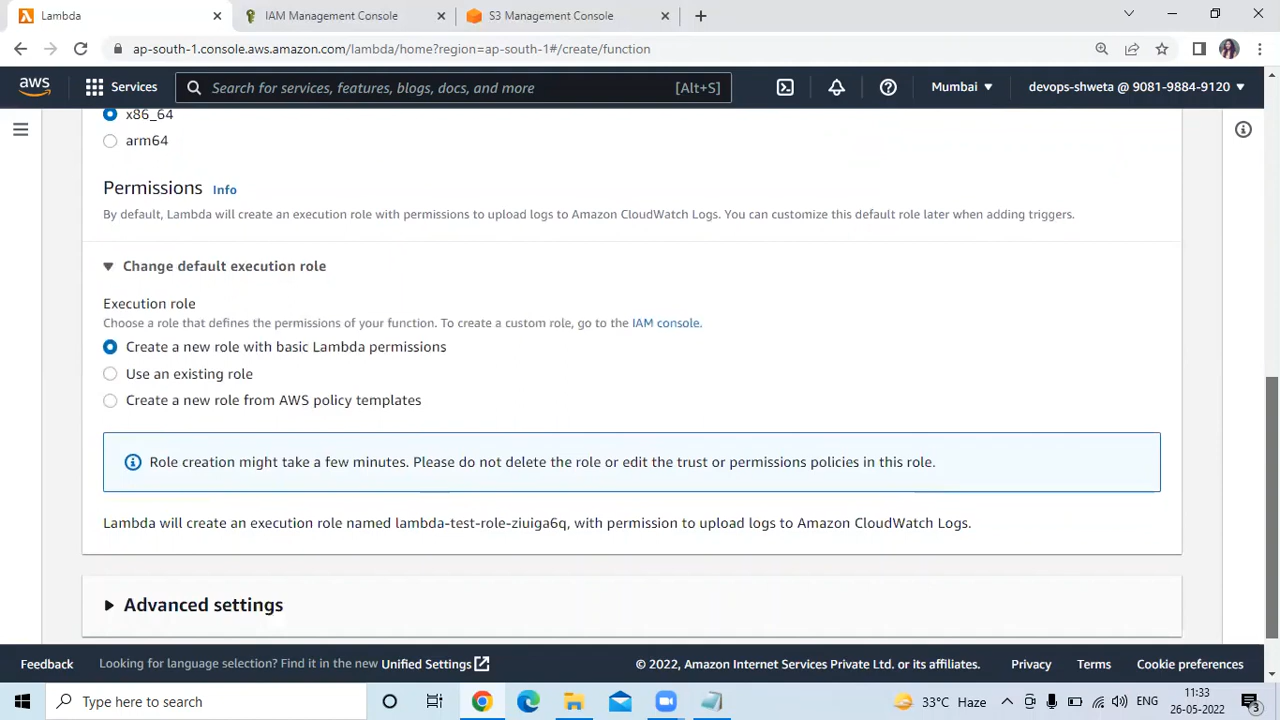 Lambda
IAM Management Console
S3 Management Console
ap-south-1.console.aws.amazon.com/lambda/home?region=ap-south-1#/create/function
aws
Services
Search for services, features, blogs, docs, and more
[Alt+S]
Mumbai
devops-shweta @ 9081-9884-9120
x86_64
arm64
Permissions
Info
By default, Lambda will create an execution role with permissions to upload logs to Amazon CloudWatch Logs. You can customize this default role later when adding triggers.
Change default execution role
Execution role
Choose a role that defines the permissions of your function. To create a custom role, go to the IAM console.
Create a new role with basic Lambda permissions
Use an existing role
Create a new role from AWS policy templates
Role creation might take a few minutes. Please do not delete the role or edit the trust or permissions policies in this role.
Lambda will create an execution role named lambda-test-role-ziuiga6q, with permission to upload logs to Amazon CloudWatch Logs.
Advanced settings
Feedback
Looking for language selection? Find it in the new Unified Settings
© 2022, Amazon Internet Services Private Ltd. or its affiliates.
Privacy
Terms
Cookie preferences
Type here to search
33°C Haze
ENG
11:33
26-05-2022
3